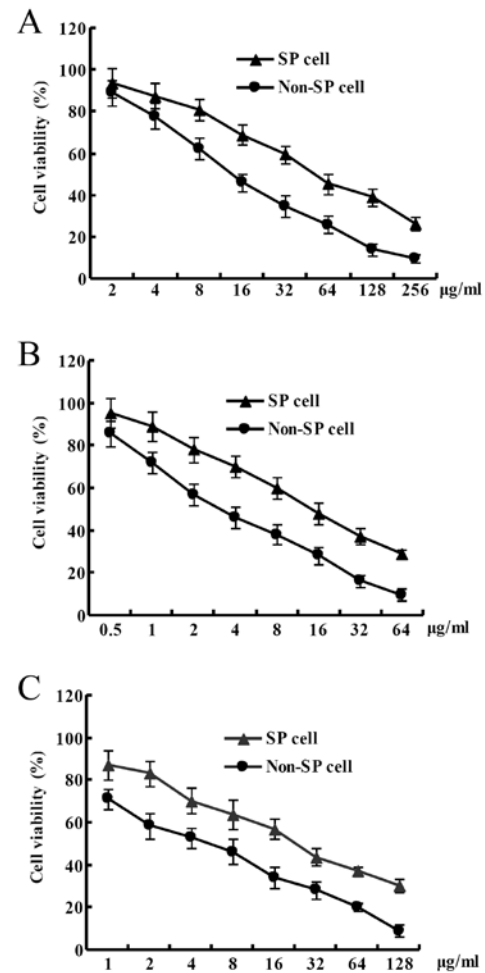 A
120
100
80
60
40
20
0
Cell viability (%)
SP cell
Non-SP cell
2 4 8 16 32 64 128 256 μg/ml
B
120
100
80
60
40
20
0
Cell viability (%)
SP cell
Non-SP cell
0.5 1 2 4 8 16 32 64 μg/ml
C
120
100
80
60
40
20
0
Cell viability (%)
SP cell
Non-SP cell
1 2 4 8 16 32 64 128 μg/ml